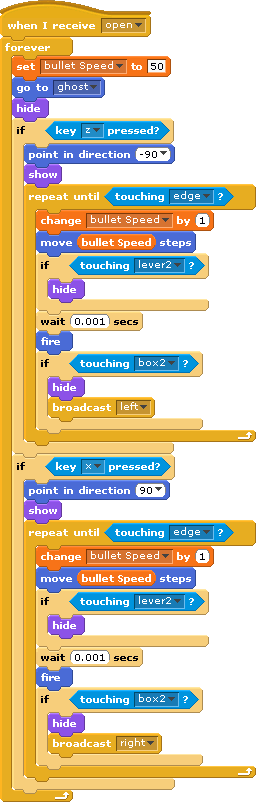 when I receive open
forever
set bullet Speed to 50
go to ghost
hide
if key z pressed?
point in direction -90
show
repeat until touching edge ?
change bullet Speed by 1
move bullet Speed steps
if touching lever2 ?
hide
wait 0.001 secs
fire
if touching box2 ?
hide
broadcast left
if key x pressed?
point in direction 90
show
repeat until touching edge ?
change bullet Speed by 1
move bullet Speed steps
if touching lever2 ?
hide
wait 0.001 secs
fire
if touching box2 ?
hide
broadcast right